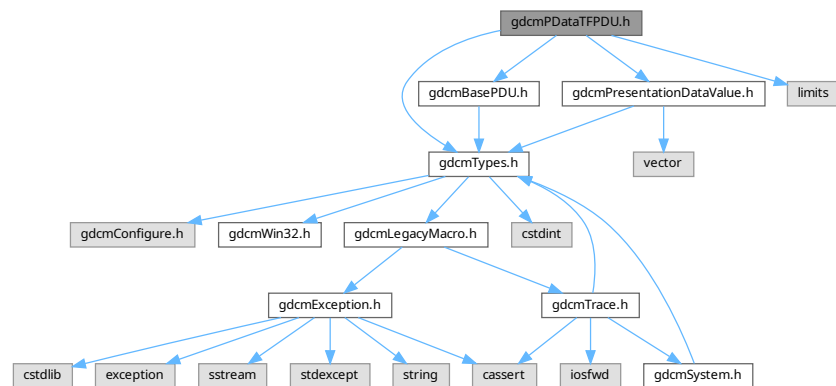 gdcmPDataTFPDU.h
gdcmBasePDU.h
gdcmPresentationDataValue.h
limits
gdcmTypes.h
vector
gdcmConfigure.h
gdcmWin32.h
gdcmLegacyMacro.h
cstdint
gdcmException.h
gdcmTrace.h
cstdlib
exception
sstream
stdexcept
string
cassert
iosfwd
gdcmSystem.h